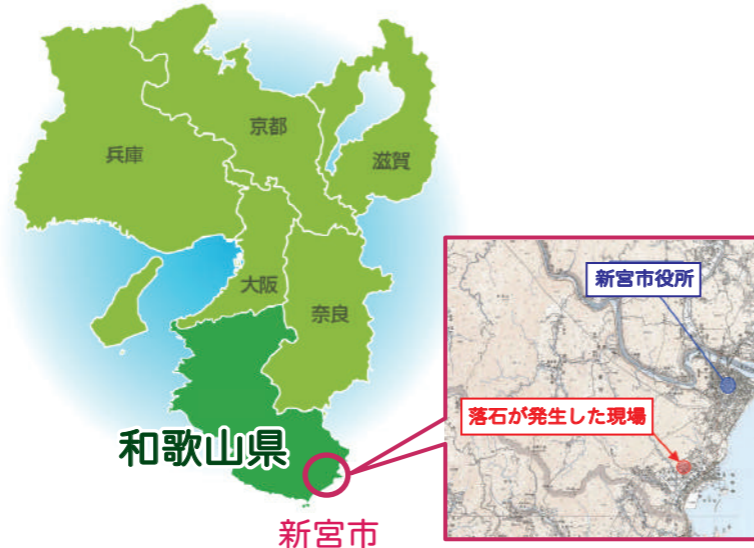 京都
兵庫
滋賀
大阪
奈良
和歌山県
新宮市
新宮市役所
落石が発生した現場